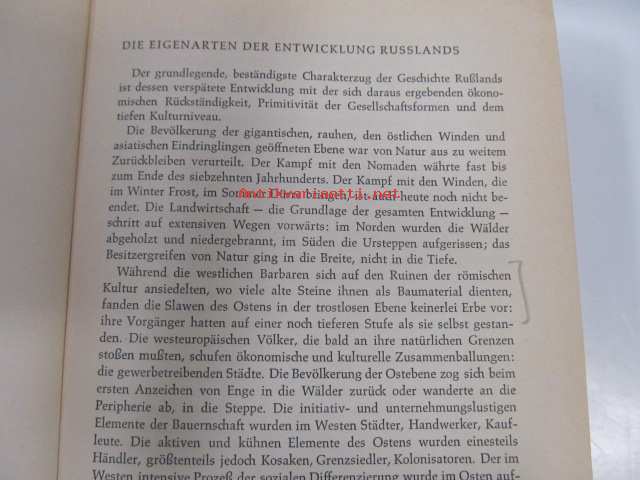 DIE EIGENARTEN DER ENTWICKLUNG RUSSLANDS
Der grundlegende, beständigste Charakterzug der Geschichte Rußlands
ist dessen verspätete Entwicklung mit der sich daraus ergebenden ökono-
mischen Rückständigkeit, Primitivität der Gesellschaftsformen und dem
tiefen Kulturniveau.
Die Bevölkerung der gigantischen, rauhen, den östlichen Winden und
asiatischen Eindringlingen geöffneten Ebene war von Natur aus zu weitem
Zurückbleiben verurteilt. Der Kampf mit den Nomaden währte fast bis
zum Ende des siebzehnten Jahrhunderts. Der Kampf mit den Winden, die
im Winter Frost, im Sommer Dürre bringen, ist auch heute noch nicht be-
endet. Die Landwirtschaft — die Grundlage der gesamten Entwicklung —
schritt auf extensiven Wegen vorwärts: im Norden wurden die Wälder
abgeholzt und niedergebrannt, im Süden die Ursteppen aufgerissen; das
Besitzergreifen von Natur ging in die Breite, nicht in die Tiefe.
Während die westlichen Barbaren sich auf den Ruinen der römischen
Kultur ansiedelten, wo viele alte Steine ihnen als Baumaterial dienten,
fanden die Slawen des Ostens in der trostlosen Ebene keinerlei Erbe vor:
ihre Vorgänger hatten auf einer noch tieferen Stufe als sie selbst gestan-
den. Die westeuropäischen Völker, die bald an ihre natürlichen Grenzen
stoßen mußten, schufen ökonomische und kulturelle Zusammenballungen:
die gewerbetreibenden Städte. Die Bevölkerung der Ostebene zog sich beim
ersten Anzeichen von Enge in die Wälder zurück oder wanderte an die
Peripherie ab, in die Steppe. Die initiativ- und unternehmungslustigen
Elemente der Bauernschaft wurden im Westen Städter, Handwerker, Kauf-
leute. Die aktiven und kühnen Elemente des Ostens wurden einesteils
Händler, größtenteils jedoch Kosaken, Grenzsiedler, Kolonisatoren. Der im
Westen intensive Prozeß der sozialen Differenzierung wurde im Osten auf-